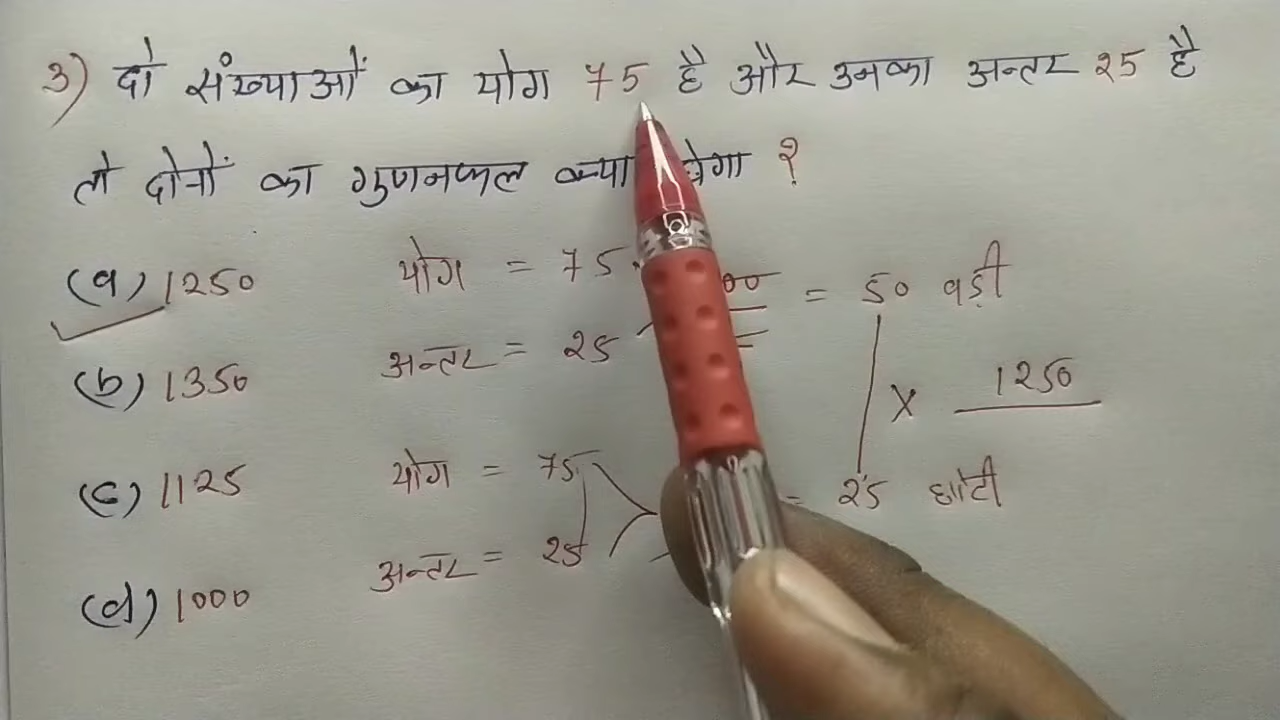 3) दो संख्याओं का योग 75 है और उनका अन्तर 25 है
तो दोनों का गुणनफल क्या ?
(a) 1250
योग = 75
00 = 50 बड़ी
अन्तर = 25
(b) 1350
× 1250
(c) 1125
योग = 75
= 25 छोटी
अन्तर = 25
(d) 1000